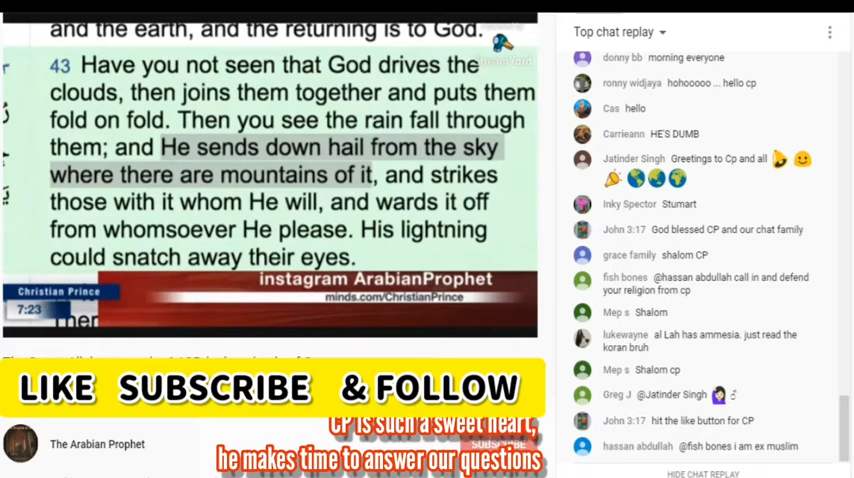 and the earth, and the returning is to God.
43 Have you not seen that God drives the
clouds, then joins them together and puts them
fold on fold. Then you see the rain fall through
them; and He sends down hail from the sky
where there are mountains of it, and strikes
those with it whom He will, and wards it off
from whomsoever He please. His lightning
could snatch away their eyes.
instagram ArabianProphet
minds.com/ChristianPrince
Christian Prince
7:23
LIKE SUBSCRIBE & FOLLOW
CP is such a sweet heart,
he makes time to answer our questions
The Arabian Prophet
SUBSCRIBE
Top chat replay
donny bb morning everyone
ronny widjaya hohooooo ... hello cp
Cas hello
Carrieann HE'S DUMB
Jatinder Singh Greetings to Cp and all
Inky Spector Stumart
John 3:17 God blessed CP and our chat family
grace family shalom CP
fish bones @hassan abdullah call in and defend
your religion from cp
Mep s Shalom
lukewayne al Lah has ammesia. just read the
koran bruh
Mep s Shalom cp
Greg J @Jatinder Singh
John 3:17 hit the like button for CP
hassan abdullah @fish bones i am ex muslim
HIDE CHAT REPLAY